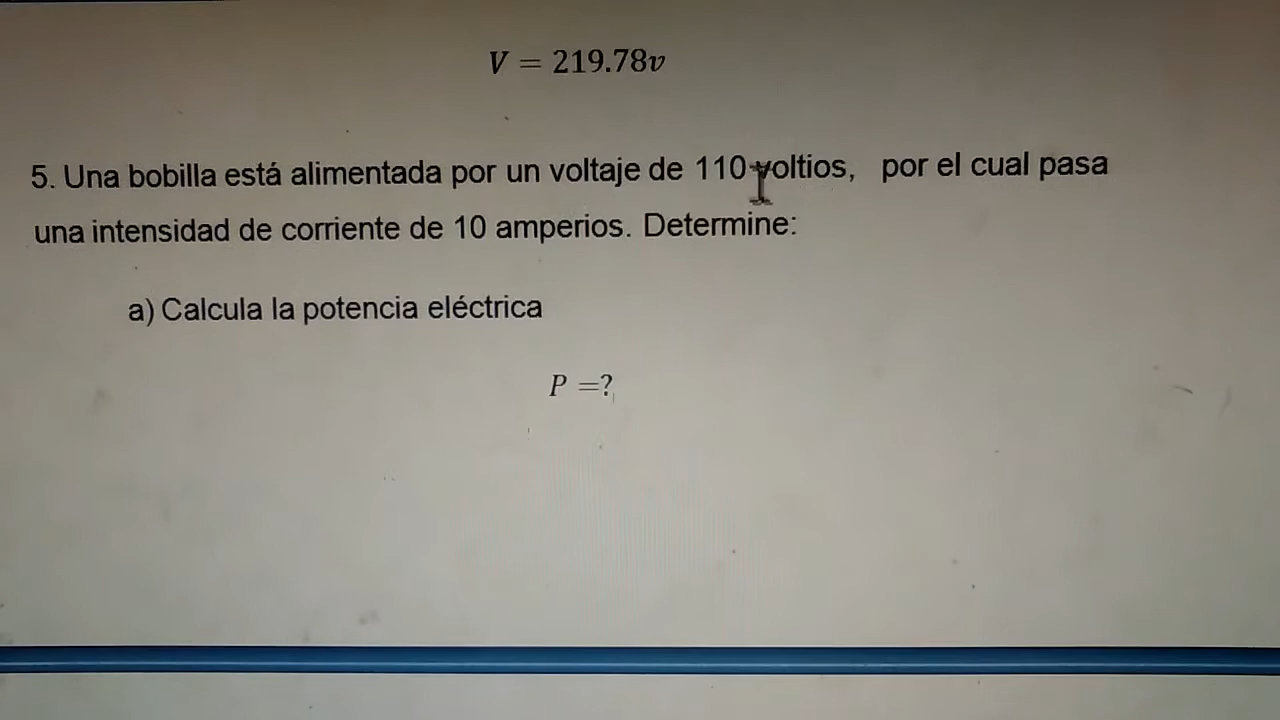 V = 219.78v
5. Una bobilla está alimentada por un voltaje de 110 voltios, por el cual pasa
una intensidad de corriente de 10 amperios. Determine:
a) Calcula la potencia eléctrica
P =?